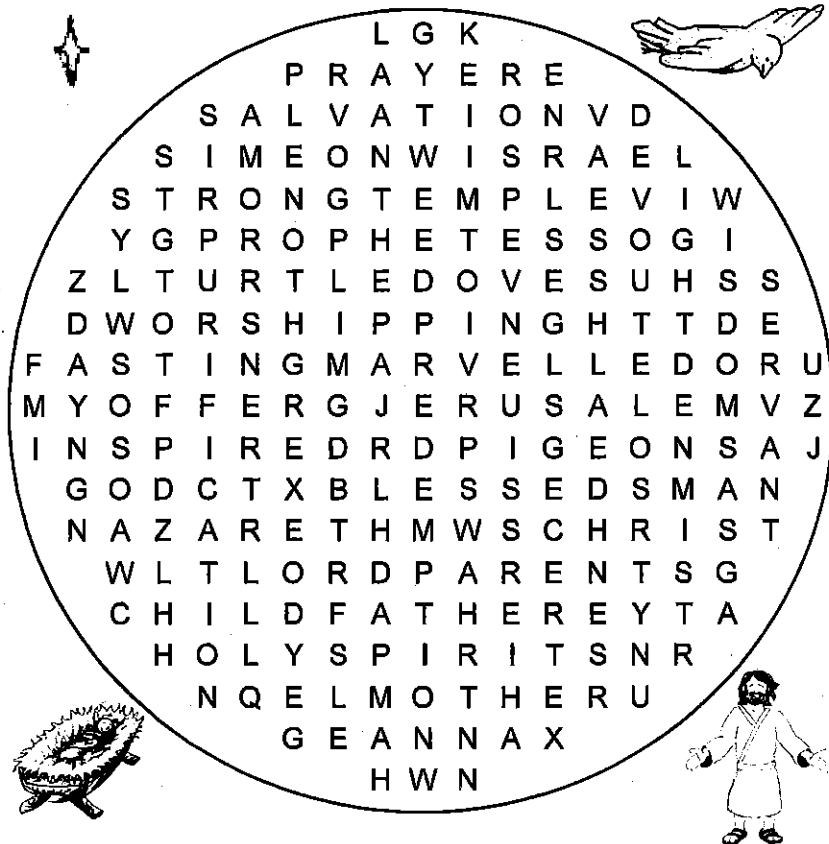 L G K
P R A Y E R E
S A L V A T I O N V D
S I M E O N W I S R A E L
S T R O N G T E M P L E V I W
Y G P R O P H E T E S S O G I
Z L T U R T L E D O V E S U H S S
D W O R S H I P P I N G H T T D E
F A S T I N G M A R V E L L E D O R U
M Y O F F E R G J E R U S A L E M V Z
I N S P I R E D R D P I G E O N S A J
G O D C T X B L E S S E D S M A N
N A Z A R E T H M W S C H R I S T
W L T L O R D P A R E N T S G
C H I L D F A T H E R E Y T A
H O L Y S P I R I T S N R
N Q E L M O T H E R U
G E A N N A X
H W N